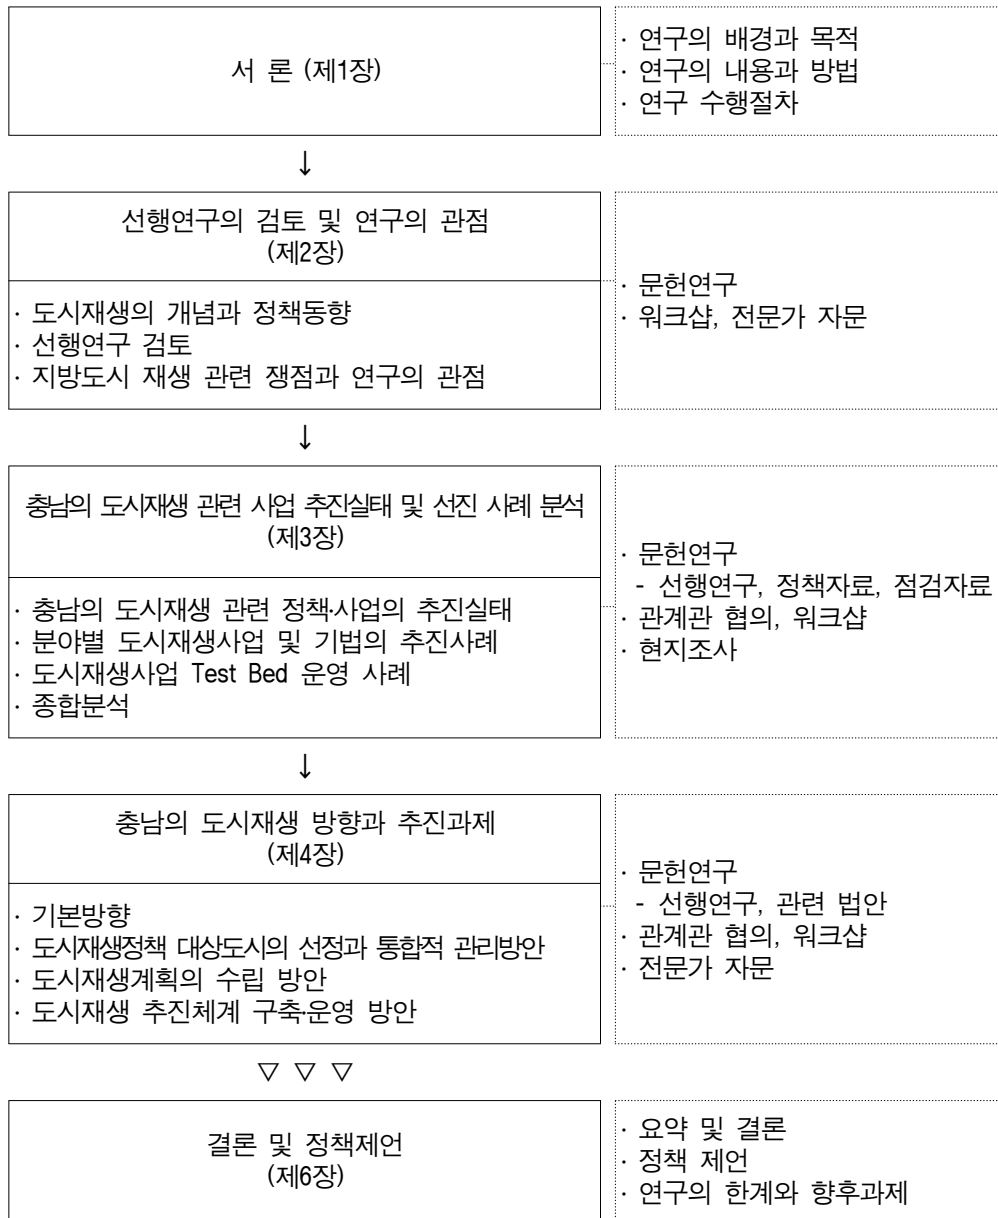 서 론 (제1장)
· 연구의 배경과 목적
· 연구의 내용과 방법
· 연구 수행절차
↓
선행연구의 검토 및 연구의 관점
(제2장)
· 도시재생의 개념과 정책동향
· 선행연구 검토
· 지방도시 재생 관련 쟁점과 연구의 관점
· 문헌연구
· 워크샵, 전문가 자문
↓
충남의 도시재생 관련 사업 추진실태 및 선진 사례 분석
(제3장)
· 충남의 도시재생 관련 정책·사업의 추진실태
· 분야별 도시재생사업 및 기법의 추진사례
· 도시재생사업 Test Bed 운영 사례
· 종합분석
· 문헌연구
- 선행연구, 정책자료, 점검자료
· 관계관 협의, 워크샵
· 현지조사
↓
충남의 도시재생 방향과 추진과제
(제4장)
· 기본방향
· 도시재생정책 대상도시의 선정과 통합적 관리방안
· 도시재생계획의 수립 방안
· 도시재생 추진체계 구축·운영 방안
· 문헌연구
- 선행연구, 관련 법안
· 관계관 협의, 워크샵
· 전문가 자문
▽ ▽ ▽
결론 및 정책제언
(제6장)
· 요약 및 결론
· 정책 제언
· 연구의 한계와 향후과제